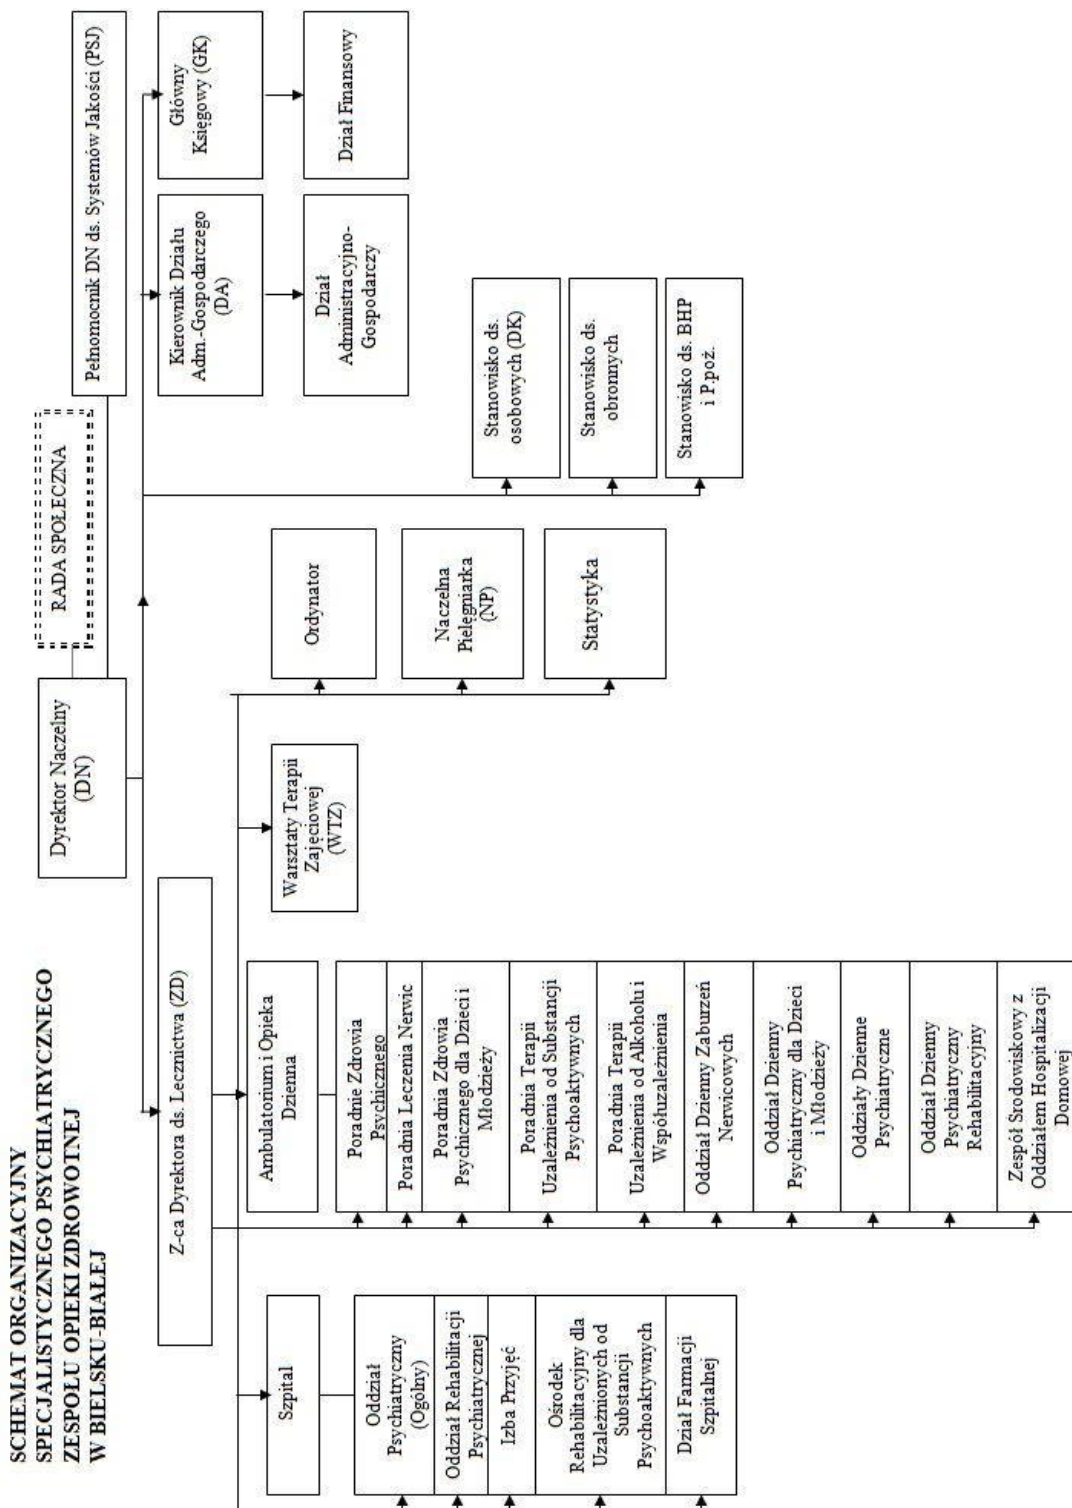 SCHEMAT ORGANIZACYJNY
SPECJALISTYCZNEGO PSYCHIATRYCZNEGO
ZESPOŁU OPIEKI ZDROWOTNEJ
W BIELSKU-BIAŁEJ
Dyrektor Naczelny
(DN)
RADA SPOŁECZNA
Pełnomocnik DN ds. Systemów Jakości (PSJ)
Z-ca Dyrektora ds. Lecznictwa (ZD)
Kierownik Działu
Adm.-Gospodarczego
(DA)
Główny
Księgowy (GK)
Dział
Administracyjno-
Gospodarczy
Dział Finansowy
Szpital
Ambulatorium i Opieka
Dzienna
Warsztaty Terapii
Zajęciowej
(WTZ)
Ordynator
Naczelna
Pielęgniarka
(NP)
Statystyka
Stanowisko ds.
osobowych (DK)
Stanowisko ds.
obronnych
Stanowisko ds. BHP
i P.poż.
Oddział
Psychiatryczny
(Ogólny)
Oddział Rehabilitacji
Psychiatrycznej
Izba Przyjęć
Ośrodek
Rehabilitacyjny dla
Uzależnionych od
Substancji
Psychoaktywnych
Dział Farmacji
Szpitalnej
Poradnie Zdrowia
Psychicznego
Poradnia Leczenia Nerwic
Poradnia Zdrowia
Psychicznego dla Dzieci i
Młodzieży
Poradnia Terapii
Uzależnienia od Substancji
Psychoaktywnych
Poradnia Terapii
Uzależnienia od Alkoholu i
Współuzależnienia
Oddział Dzienny Zaburzeń
Nerwicowych
Oddział Dzienny
Psychiatryczny dla Dzieci
i Młodzieży
Oddziały Dzienne
Psychiatryczne
Oddział Dzienny
Psychiatryczny
Rehabilitacyjny
Zespół Środowiskowy z
Oddziałem Hospitalizacji
Domowej